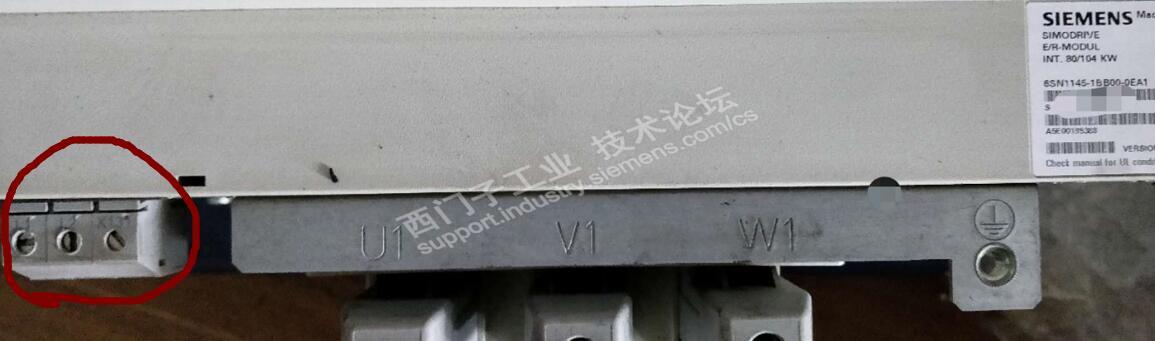 SIEMENS
SIMODRIVE
E/R-MODUL
INT. 80/104 KW
6SN1145-1BB00-0EA1
S
A5E00195388
VERSION
Check manual for UL condi
西门子工业 技术论坛
support.industry.siemens.com/cs
U1
V1
W1